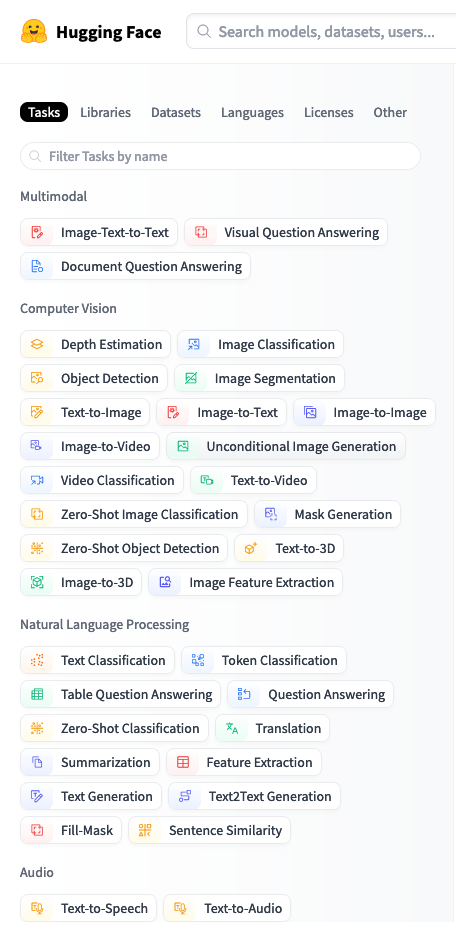 Hugging Face
Search models, datasets, users...
Tasks Libraries Datasets Languages Licenses Other
Filter Tasks by name
Multimodal
Image-Text-to-Text Visual Question Answering
Document Question Answering
Computer Vision
Depth Estimation Image Classification
Object Detection Image Segmentation
Text-to-Image Image-to-Text Image-to-Image
Image-to-Video Unconditional Image Generation
Video Classification Text-to-Video
Zero-Shot Image Classification Mask Generation
Zero-Shot Object Detection Text-to-3D
Image-to-3D Image Feature Extraction
Natural Language Processing
Text Classification Token Classification
Table Question Answering Question Answering
Zero-Shot Classification Translation
Summarization Feature Extraction
Text Generation Text2Text Generation
Fill-Mask Sentence Similarity
Audio
Text-to-Speech Text-to-Audio